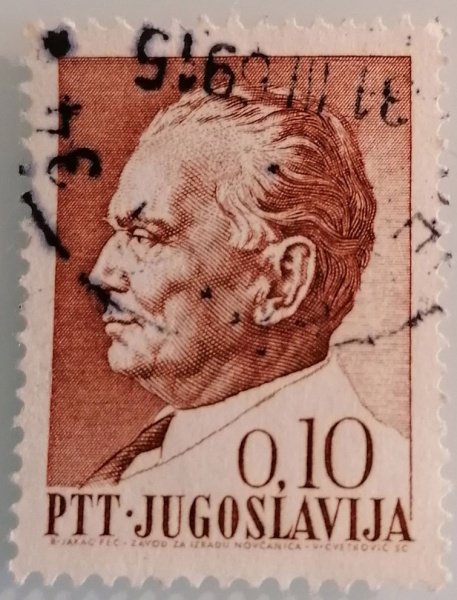 0,10
PTT · JUGOSLAVIJA
B·JAKAC FEC - ZAVOD ZA IZRADU NOVČANICA - V·CVETKOVIĆ SC